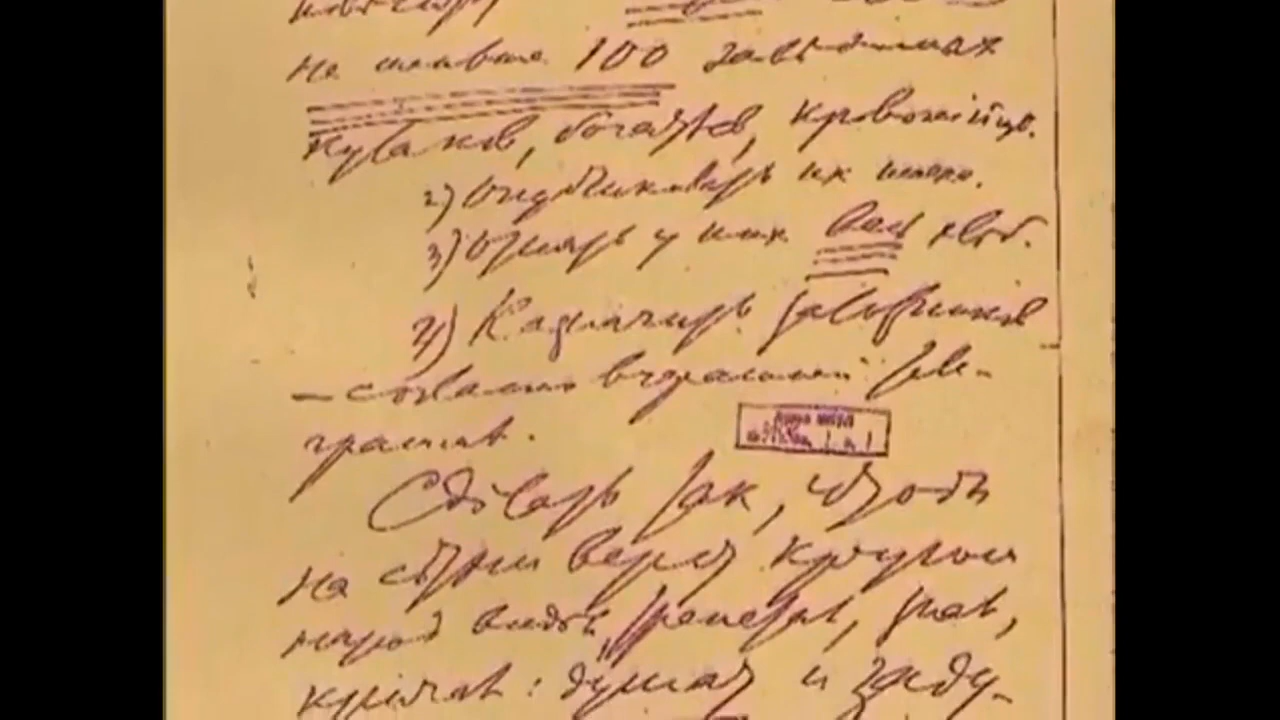 не меньше 100 заведомых
кулаков, богатеев, кровопийц.
2) Опубликовать их имена.
3) Отнять у них весь хлеб.
4) Назначить заложников
— согласно вчерашней теле-
грамме.
Сделать так, чтобы
на сотни верст кругом
народ видел, трепетал, знал,
кричал: душат и заду-